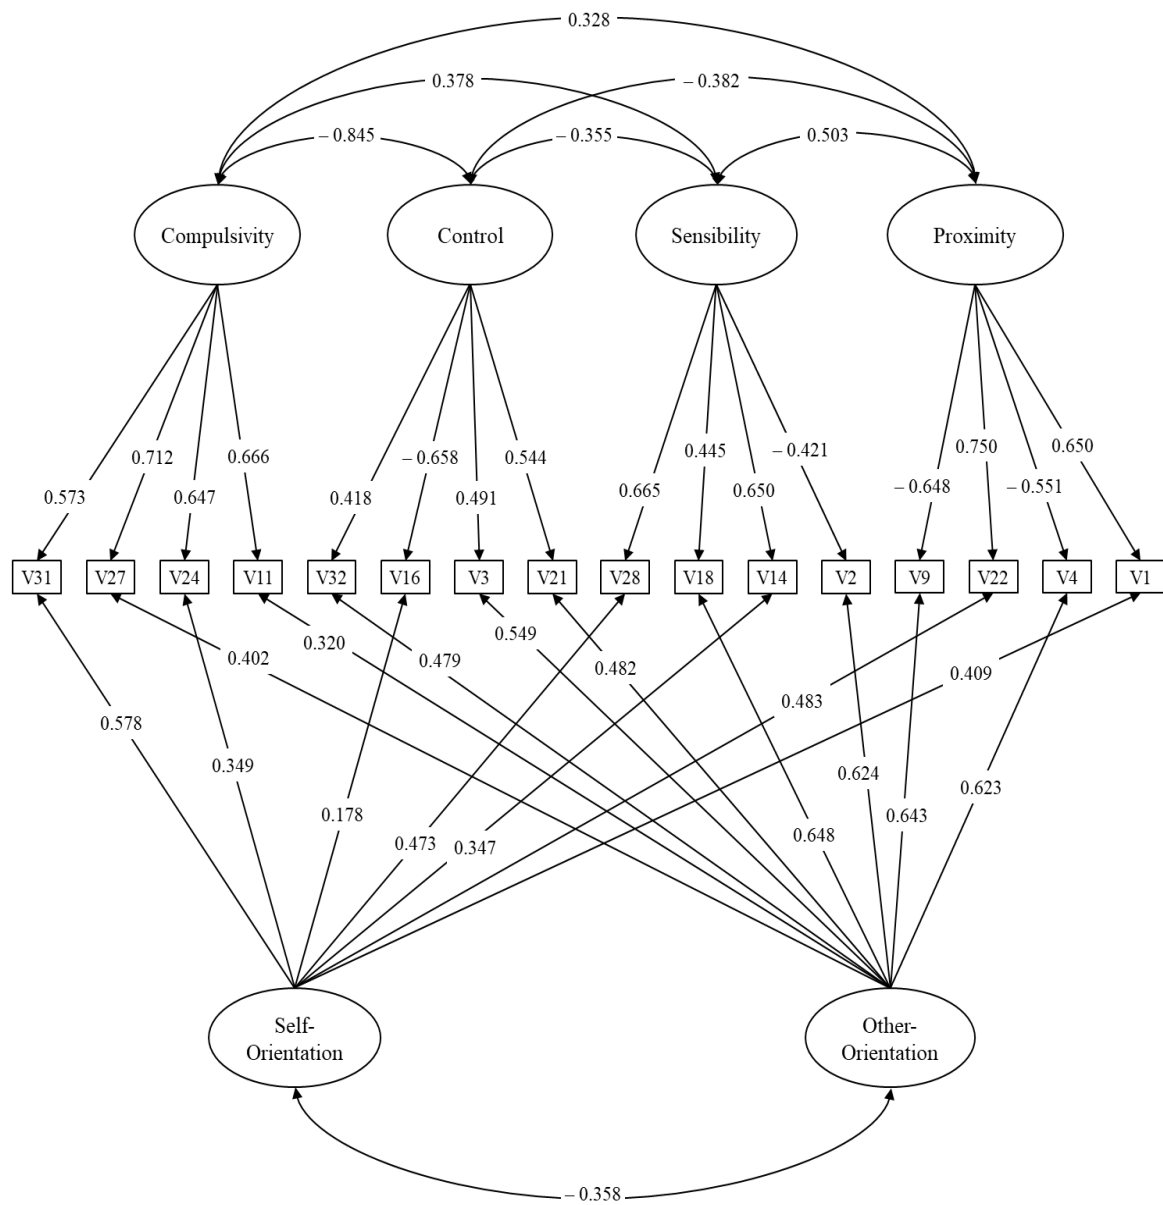 0.328
0.378
– 0.382
– 0.845
– 0.355
0.503
Compulsivity
Control
Sensibility
Proximity
0.712
0.666
– 0.658
0.544
0.445
– 0.421
0.750
0.650
0.573
0.647
0.418
0.491
0.665
0.650
– 0.648
– 0.551
V31
V27
V24
V11
V32
V16
V3
V21
V28
V18
V14
V2
V9
V22
V4
V1
0.320
0.549
0.402
0.479
0.482
0.409
0.578
0.483
0.349
0.624
0.623
0.178
0.643
0.473
0.347
0.648
Self-
Orientation
Other-
Orientation
– 0.358